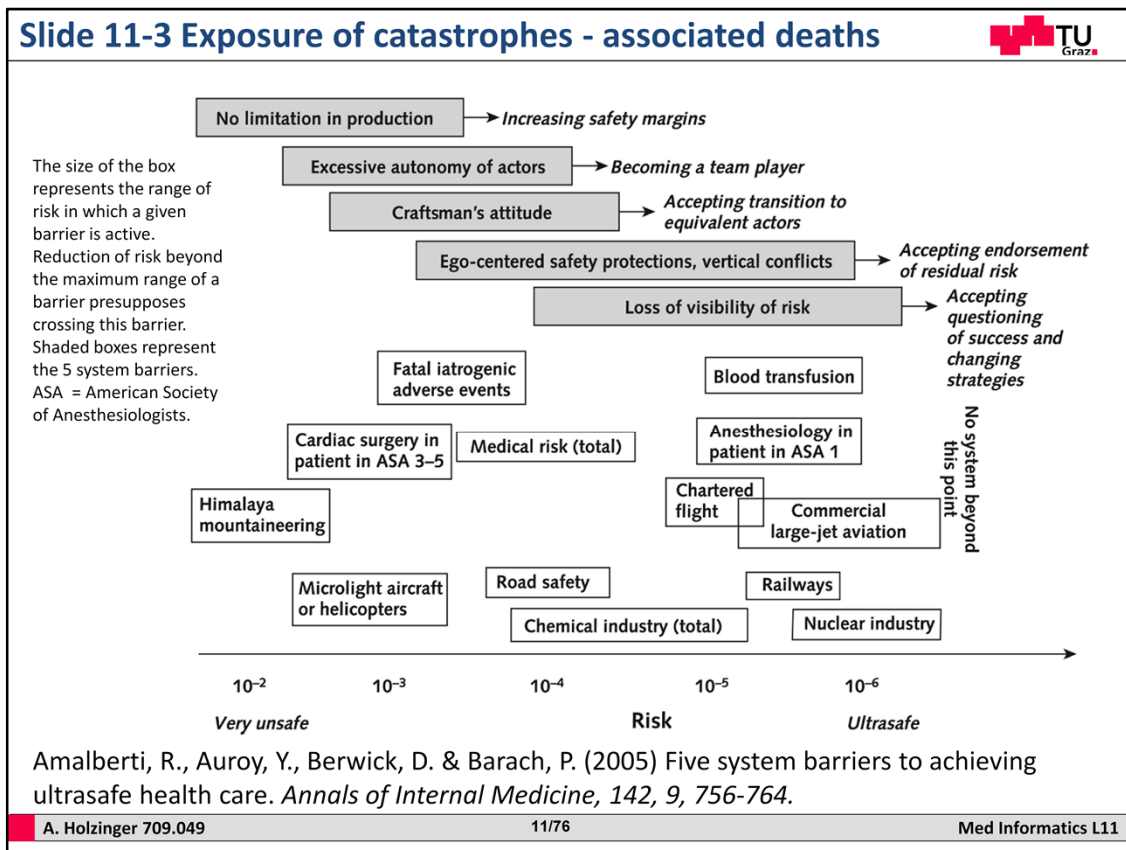 Slide 11-3 Exposure of catastrophes - associated deaths
TU
Graz
No limitation in production
Increasing safety margins
The size of the box
represents the range of
risk in which a given
barrier is active.
Reduction of risk beyond
the maximum range of a
barrier presupposes
crossing this barrier.
Shaded boxes represent
the 5 system barriers.
ASA = American Society
of Anesthesiologists.
Excessive autonomy of actors
Becoming a team player
Craftsman's attitude
Accepting transition to
equivalent actors
Ego-centered safety protections, vertical conflicts
Accepting endorsement
of residual risk
Loss of visibility of risk
Accepting
questioning
of success and
changing
strategies
Fatal iatrogenic
adverse events
Blood transfusion
Cardiac surgery in
patient in ASA 3–5
Medical risk (total)
Anesthesiology in
patient in ASA 1
No system beyond
this point
Himalaya
mountaineering
Chartered
flight
Commercial
large-jet aviation
Microlight aircraft
or helicopters
Road safety
Railways
Chemical industry (total)
Nuclear industry
10⁻² 10⁻³ 10⁻⁴ 10⁻⁵ 10⁻⁶
Very unsafe Risk Ultrasafe
Amalberti, R., Auroy, Y., Berwick, D. & Barach, P. (2005) Five system barriers to achieving
ultrasafe health care. Annals of Internal Medicine, 142, 9, 756-764.
A. Holzinger 709.049 11/76 Med Informatics L11